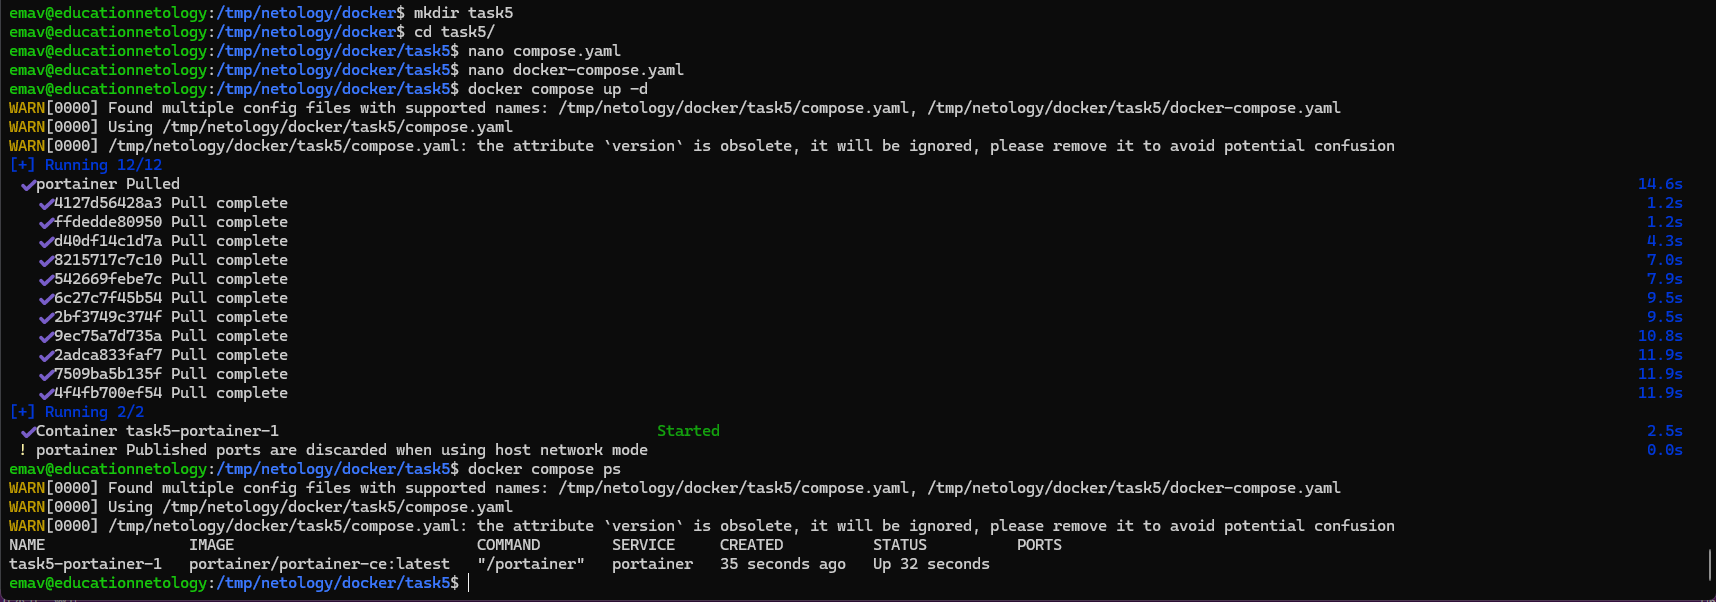 emav@educationnetology:/tmp/netology/docker$ mkdir task5
emav@educationnetology:/tmp/netology/docker$ cd task5/
emav@educationnetology:/tmp/netology/docker/task5$ nano compose.yaml
emav@educationnetology:/tmp/netology/docker/task5$ nano docker-compose.yaml
emav@educationnetology:/tmp/netology/docker/task5$ docker compose up -d
WARN[0000] Found multiple config files with supported names: /tmp/netology/docker/task5/compose.yaml, /tmp/netology/docker/task5/docker-compose.yaml
WARN[0000] Using /tmp/netology/docker/task5/compose.yaml
WARN[0000] /tmp/netology/docker/task5/compose.yaml: the attribute `version` is obsolete, it will be ignored, please remove it to avoid potential confusion
[+] Running 12/12
✔portainer Pulled 14.6s
✔4127d56428a3 Pull complete 1.2s
✔ffdedde80950 Pull complete 1.2s
✔d40df14c1d7a Pull complete 4.3s
✔8215717c7c10 Pull complete 7.0s
✔542669febe7c Pull complete 7.9s
✔6c27c7f45b54 Pull complete 9.5s
✔2bf3749c374f Pull complete 9.5s
✔9ec75a7d735a Pull complete 10.8s
✔2adca833faf7 Pull complete 11.9s
✔7509ba5b135f Pull complete 11.9s
✔4f4fb700ef54 Pull complete 11.9s
[+] Running 2/2
✔Container task5-portainer-1 Started 2.5s
! portainer Published ports are discarded when using host network mode 0.0s
emav@educationnetology:/tmp/netology/docker/task5$ docker compose ps
WARN[0000] Found multiple config files with supported names: /tmp/netology/docker/task5/compose.yaml, /tmp/netology/docker/task5/docker-compose.yaml
WARN[0000] Using /tmp/netology/docker/task5/compose.yaml
WARN[0000] /tmp/netology/docker/task5/compose.yaml: the attribute `version` is obsolete, it will be ignored, please remove it to avoid potential confusion
NAME IMAGE COMMAND SERVICE CREATED STATUS PORTS
task5-portainer-1 portainer/portainer-ce:latest "/portainer" portainer 35 seconds ago Up 32 seconds
emav@educationnetology:/tmp/netology/docker/task5$